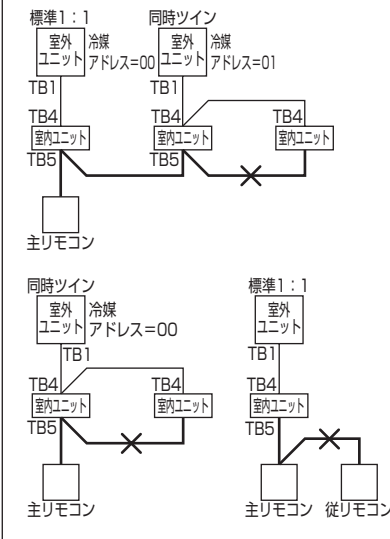 標準1：1
同時ツイン
室外
ユニット
冷媒
アドレス=00
室外
ユニット
冷媒
アドレス=01
TB1
TB1
TB4
TB4
TB4
室内ユニット
室内ユニット
室内ユニット
TB5
TB5
主リモコン
同時ツイン
標準1：1
室外
ユニット
冷媒
アドレス=00
室外
ユニット
TB1
TB1
TB4
TB4
TB4
室内ユニット
室内ユニット
室内ユニット
TB5
TB5
主リモコン
主リモコン
従リモコン